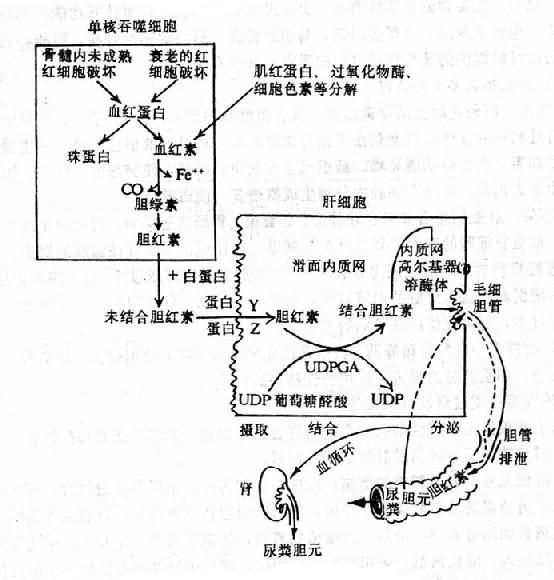 单核吞噬细胞
骨髓内未成熟
红细胞破坏
衰老的红
细胞破坏
肌红蛋白、过氧化物酶、
细胞色素等分解
血红蛋白
珠蛋白
血红素
Fe⁺⁺
CO
胆绿素
胆红素
+白蛋白
未结合胆红素
蛋白 Y
蛋白 Z
肝细胞
滑面内质网
内质网
高尔基器
溶酶体
毛细
胆管
胆红素
结合胆红素
UDPGA
UDP葡萄糖醛酸
UDP
摄取
结合
分泌
胆管
排泄
血循环
肾
尿胆元
粪
胆红素
尿粪胆元